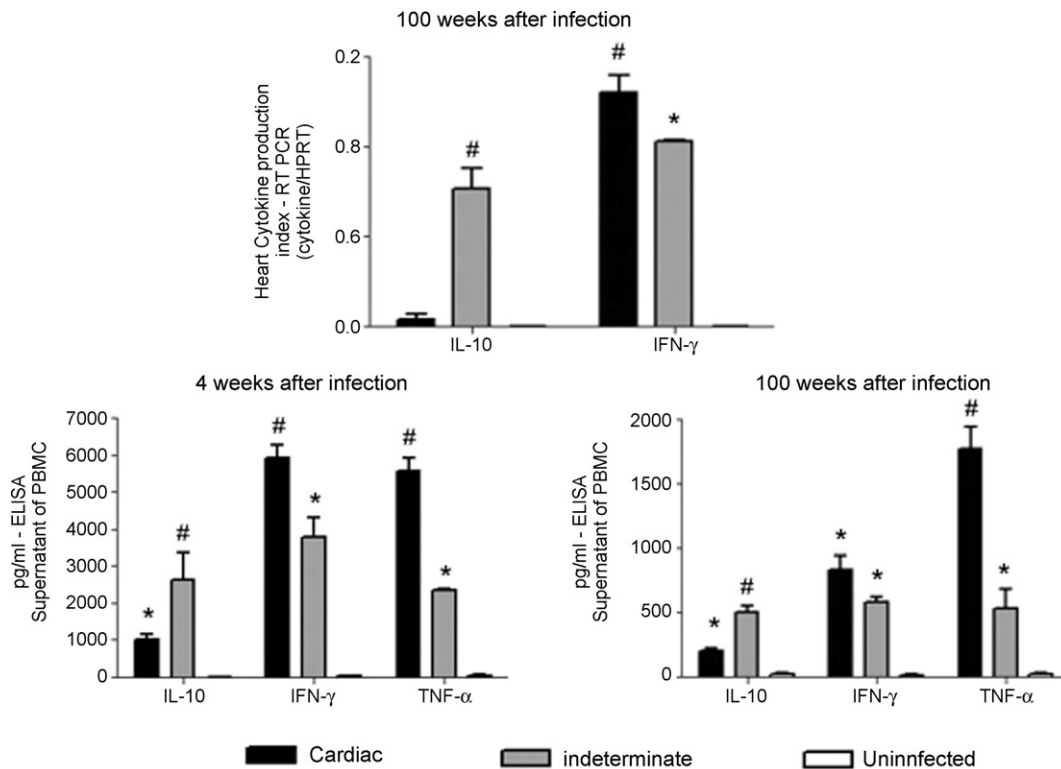 100 weeks after infection
Heart Cytokine production
index - RT PCR
(cytokine/HPRT)
0.2
0.8
0.6
0.0
#
#
*
IL-10
IFN-γ
4 weeks after infection
pg/ml - ELISA
Supernatant of PBMC
7000
6000
5000
4000
3000
2000
1000
0
*
#
#
*
#
*
IL-10
IFN-γ
TNF-α
100 weeks after infection
pg/ml - ELISA
Supernatant of PBMC
2000
1500
1000
500
0
*
#
*
*
#
*
IL-10
IFN-γ
TNF-α
Cardiac
indeterminate
Uninnfected